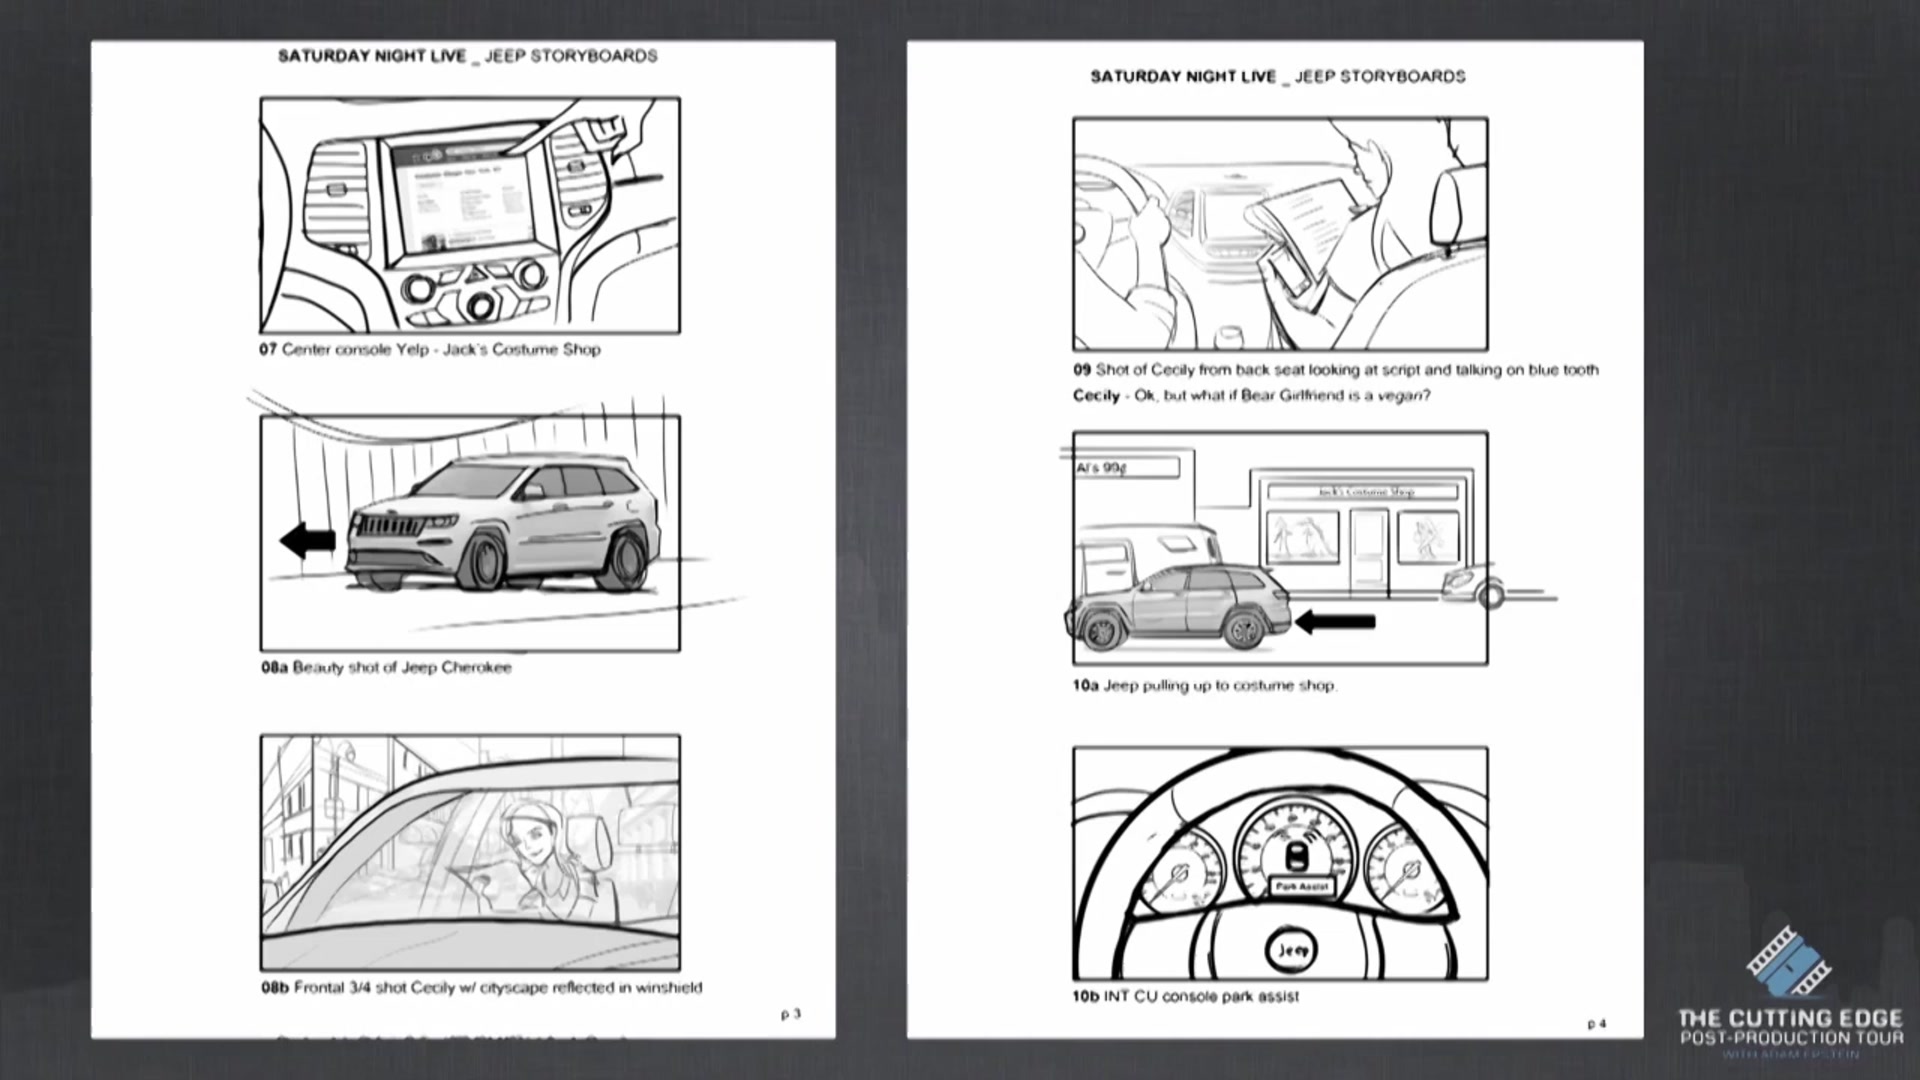 SATURDAY NIGHT LIVE _ JEEP STORYBOARDS
07 Center console Yelp - Jack's Costume Shop
08a Beauty shot of Jeep Cherokee
08b Frontal 3/4 shot Cecily w/ cityscape reflected in winshield
p 3
SATURDAY NIGHT LIVE _ JEEP STORYBOARDS
09 Shot of Cecily from back seat looking at script and talking on blue tooth
Cecily - Ok, but what if Bear Girlfriend is a vegan?
Al's 99¢
Jack's Costume Shop
10a Jeep pulling up to costume shop.
Park Assist
Jeep
10b INT CU console park assist
p 4
THE CUTTING EDGE
POST-PRODUCTION TOUR
WITH ADAM EPSTEIN